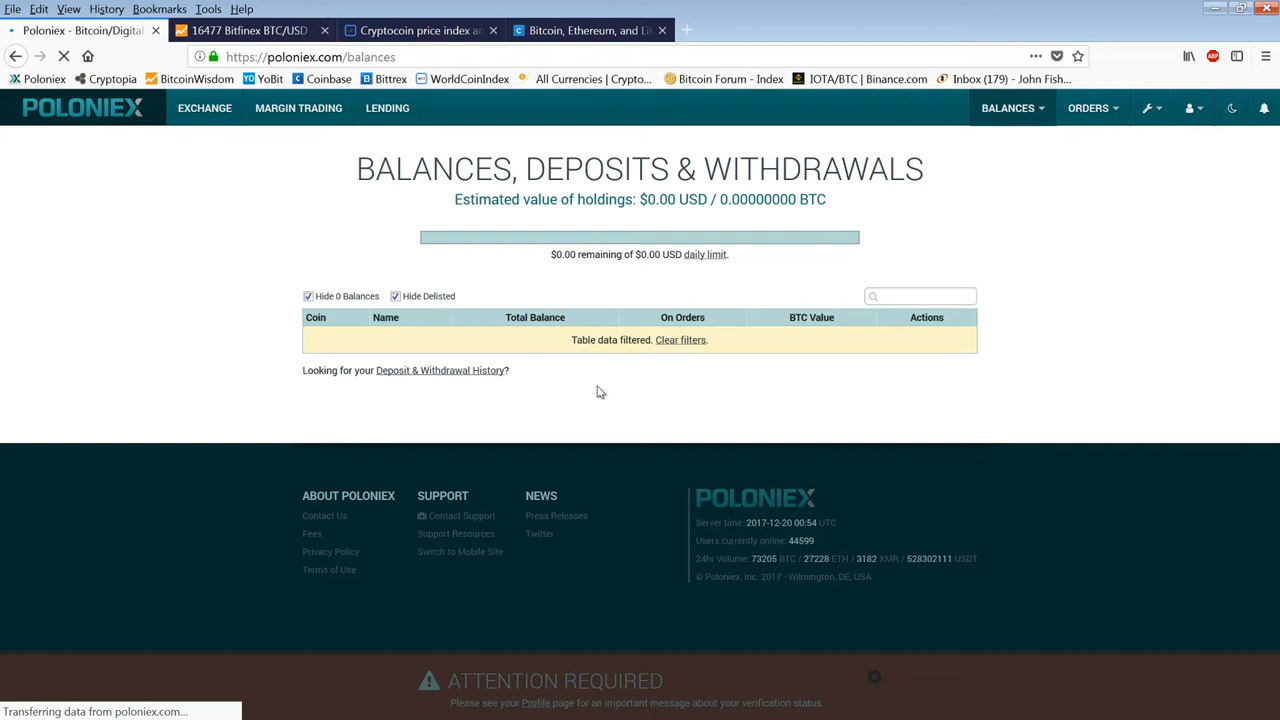 File Edit View History Bookmarks Tools Help
Poloniex - Bitcoin/Digital
16477 Bitfinex BTC/USD
Cryptocoin price index an
Bitcoin, Ethereum, and Lit
https://poloniex.com/balances
Poloniex Cryptopia BitcoinWisdom YoBit Coinbase Bittrex WorldCoinIndex All Currencies | Crypto... Bitcoin Forum - Index IOTA/BTC | Binance.com Inbox (179) - John Fish...
POLONIEX EXCHANGE MARGIN TRADING LENDING BALANCES ORDERS
BALANCES, DEPOSITS & WITHDRAWALS
Estimated value of holdings: $0.00 USD / 0.00000000 BTC
$0.00 remaining of $0.00 USD daily limit.
Hide 0 Balances Hide Delisted
Coin Name Total Balance On Orders BTC Value Actions
Table data filtered. Clear filters.
Looking for your Deposit & Withdrawal History?
ABOUT POLONIEX
Contact Us
Fees
Privacy Policy
Terms of Use
SUPPORT
Contact Support
Support Resources
Switch to Mobile Site
NEWS
Press Releases
Twitter
POLONIEX
Server time: 2017-12-20 00:54 UTC
Users currently online: 44599
24hr Volume: 73205 BTC / 27228 ETH / 3182 XMR / 528302111 USDT
© Poloniex, Inc. 2017 - Wilmington, DE, USA
ATTENTION REQUIRED
Please see your Profile page for an important message about your verification status.
Transferring data from poloniex.com...